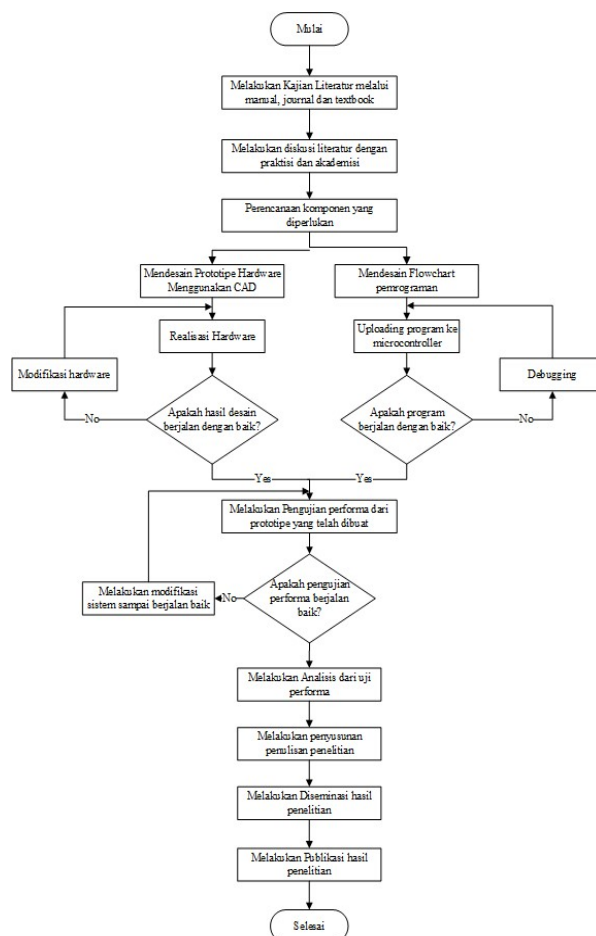 Mulai
Melakukan Kajian Literatur melalui
manual, journal dan textbook
Melakukan diskusi literatur dengan
praktisi dan akademisi
Perencanaan komponen yang
diperlukan
Mendesain Prototipe Hardware
Menggunakan CAD
Mendesain Flowchart
pemrograman
Realisasi Hardware
Uploading program ke
microcontroller
Modifikasi hardware
Debugging
Apakah hasil desain
berjalan dengan baik?
Apakah program
berjalan dengan baik?
No
No
Yes
Yes
Melakukan Pengujian performa dari
prototipe yang telah dibuat
Apakah pengujian
performa berjalan
baik?
No
Melakukan modifikasi
sistem sampai berjalan baik
Melakukan Analisis dari uji
performa
Melakukan penyusunan
penulisan penelitian
Melakukan Diseminasi hasil
penelitian
Melakukan Publikasi hasil
penelitian
Selesai